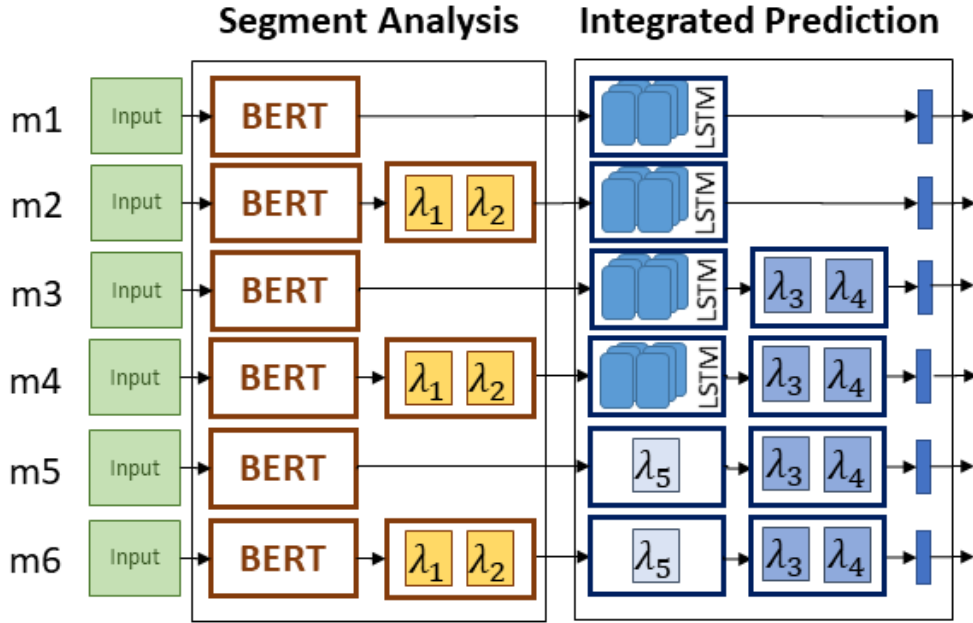 Segment Analysis Integrated Prediction
m1 Input BERT LSTM
m2 Input BERT λ1 λ2 LSTM
m3 Input BERT LSTM λ3 λ4
m4 Input BERT λ1 λ2 LSTM λ3 λ4
m5 Input BERT λ5 λ3 λ4
m6 Input BERT λ1 λ2 λ5 λ3 λ4